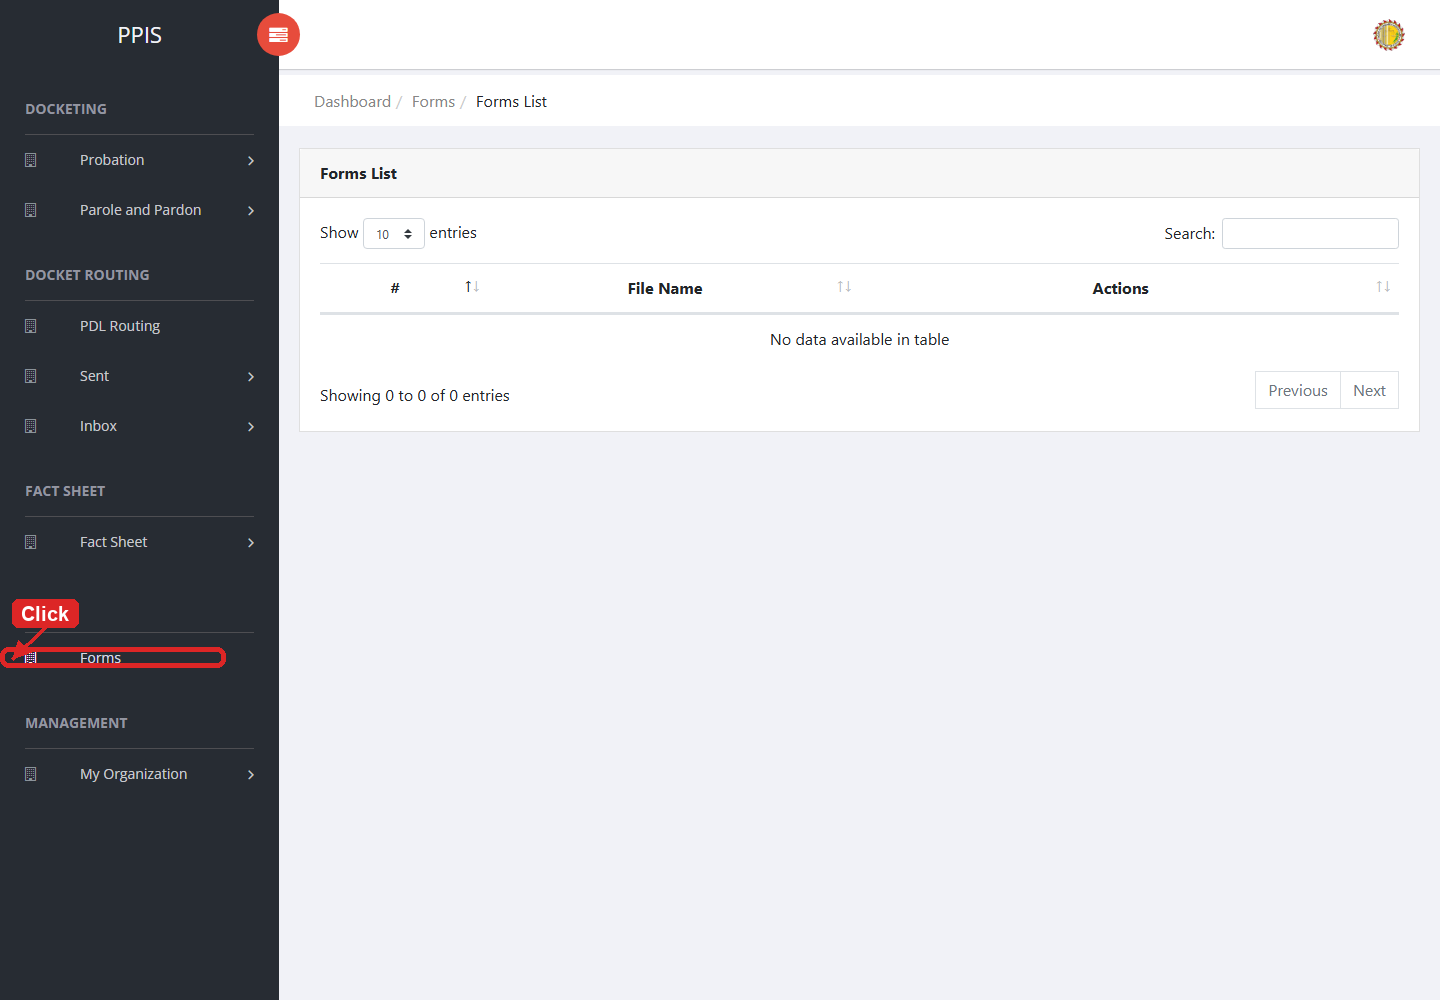 PPIS
DOCKETING
Probation
Parole and Pardon
DOCKET ROUTING
PDL Routing
Sent
Inbox
FACT SHEET
Fact Sheet
Click
Forms
MANAGEMENT
My Organization
Dashboard / Forms / Forms List
Forms List
Show 10 entries
Search:
# File Name Actions
No data available in table
Showing 0 to 0 of 0 entries
Previous Next